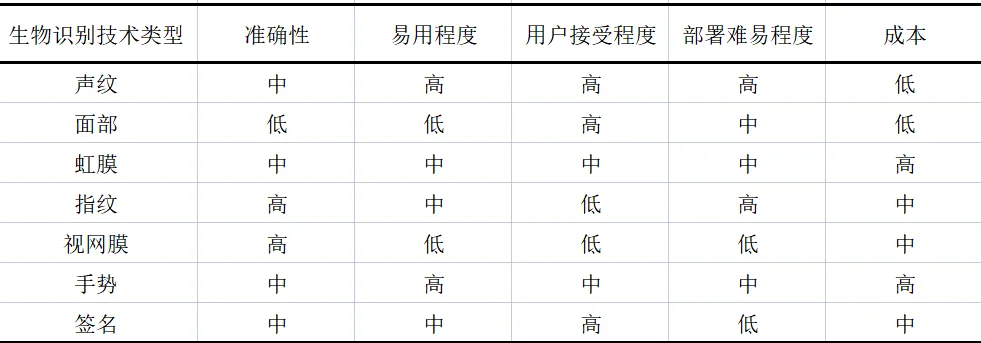 生物识别技术类型 准确性 易用程度 用户接受程度 部署难易程度 成本
声纹 中 高 高 高 低
面部 低 低 高 中 低
虹膜 中 中 中 中 高
指纹 高 中 低 高 中
视网膜 高 低 低 低 中
手势 中 高 中 中 高
签名 中 中 高 低 中